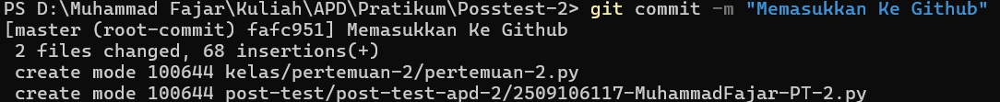 PS D:\Muhammad Fajar\Kuliah\APD\Pratikum\Posstest-2> git commit -m "Memasukkan Ke Github"
[master (root-commit) fafc951] Memasukkan Ke Github
 2 files changed, 68 insertions(+)
 create mode 100644 kelas/pertemuan-2/pertemuan-2.py
 create mode 100644 post-test/post-test-apd-2/2509106117-MuhammadFajar-PT-2.py